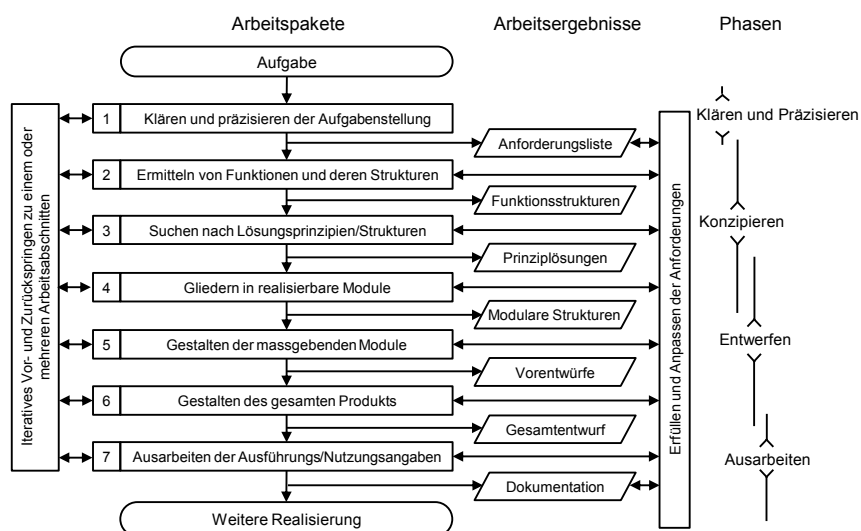 Arbeitspakete
Arbeitsergebnisse
Phasen
Aufgabe
1
Klären und präzisieren der Aufgabenstellung
Anforderungsliste
2
Ermitteln von Funktionen und deren Strukturen
Funktionsstrukturen
3
Suchen nach Lösungsprinzipien/Strukturen
Prinziplösungen
4
Gliedern in realisierbare Module
Modulare Strukturen
5
Gestalten der massgebenden Module
Vorentwürfe
6
Gestalten des gesamten Produkts
Gesamtentwurf
7
Ausarbeiten der Ausführungs/Nutzungsangaben
Dokumentation
Weitere Realisierung
Iteratives Vor- und Zurückspringen zu einem oder
mehreren Arbeitsabschnitten
Erfüllen und Anpassen der Anforderungen
Klären und Präzisieren
Konzipieren
Entwerfen
Ausarbeiten